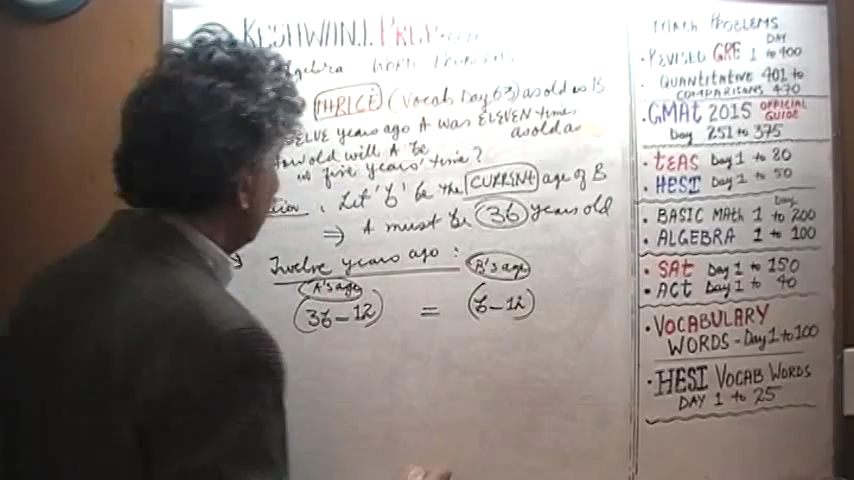 KESHWANI PREP
Algebra WORD PROBLEMS
THRICE (Vocab Day 63) as old as B
ELVE years ago A was ELEVEN times
as old as
How old will A be
in five years' time?
Let 'b' be the CURRENT age of B
⇒ A must be 3b years old
Twelve years ago :
A's age B's age
(3b-12) = (b-12)
MATH PROBLEMS
• REVISED GRE DAY 1 to 400
• QUANTITATIVE 401 to
COMPARISONS 470
• GMAT 2015 OFFICIAL GUIDE
Day 251 to 375
• TEAS Day 1 to 80
• HESI Day 1 to 50
Day
• BASIC MATH 1 to 200
• ALGEBRA 1 to 100
• SAT Day 1 to 150
• ACT Day 1 to 40
• VOCABULARY
WORDS - Day 1 to 100
• HESI VOCAB WORDS
DAY 1 to 25